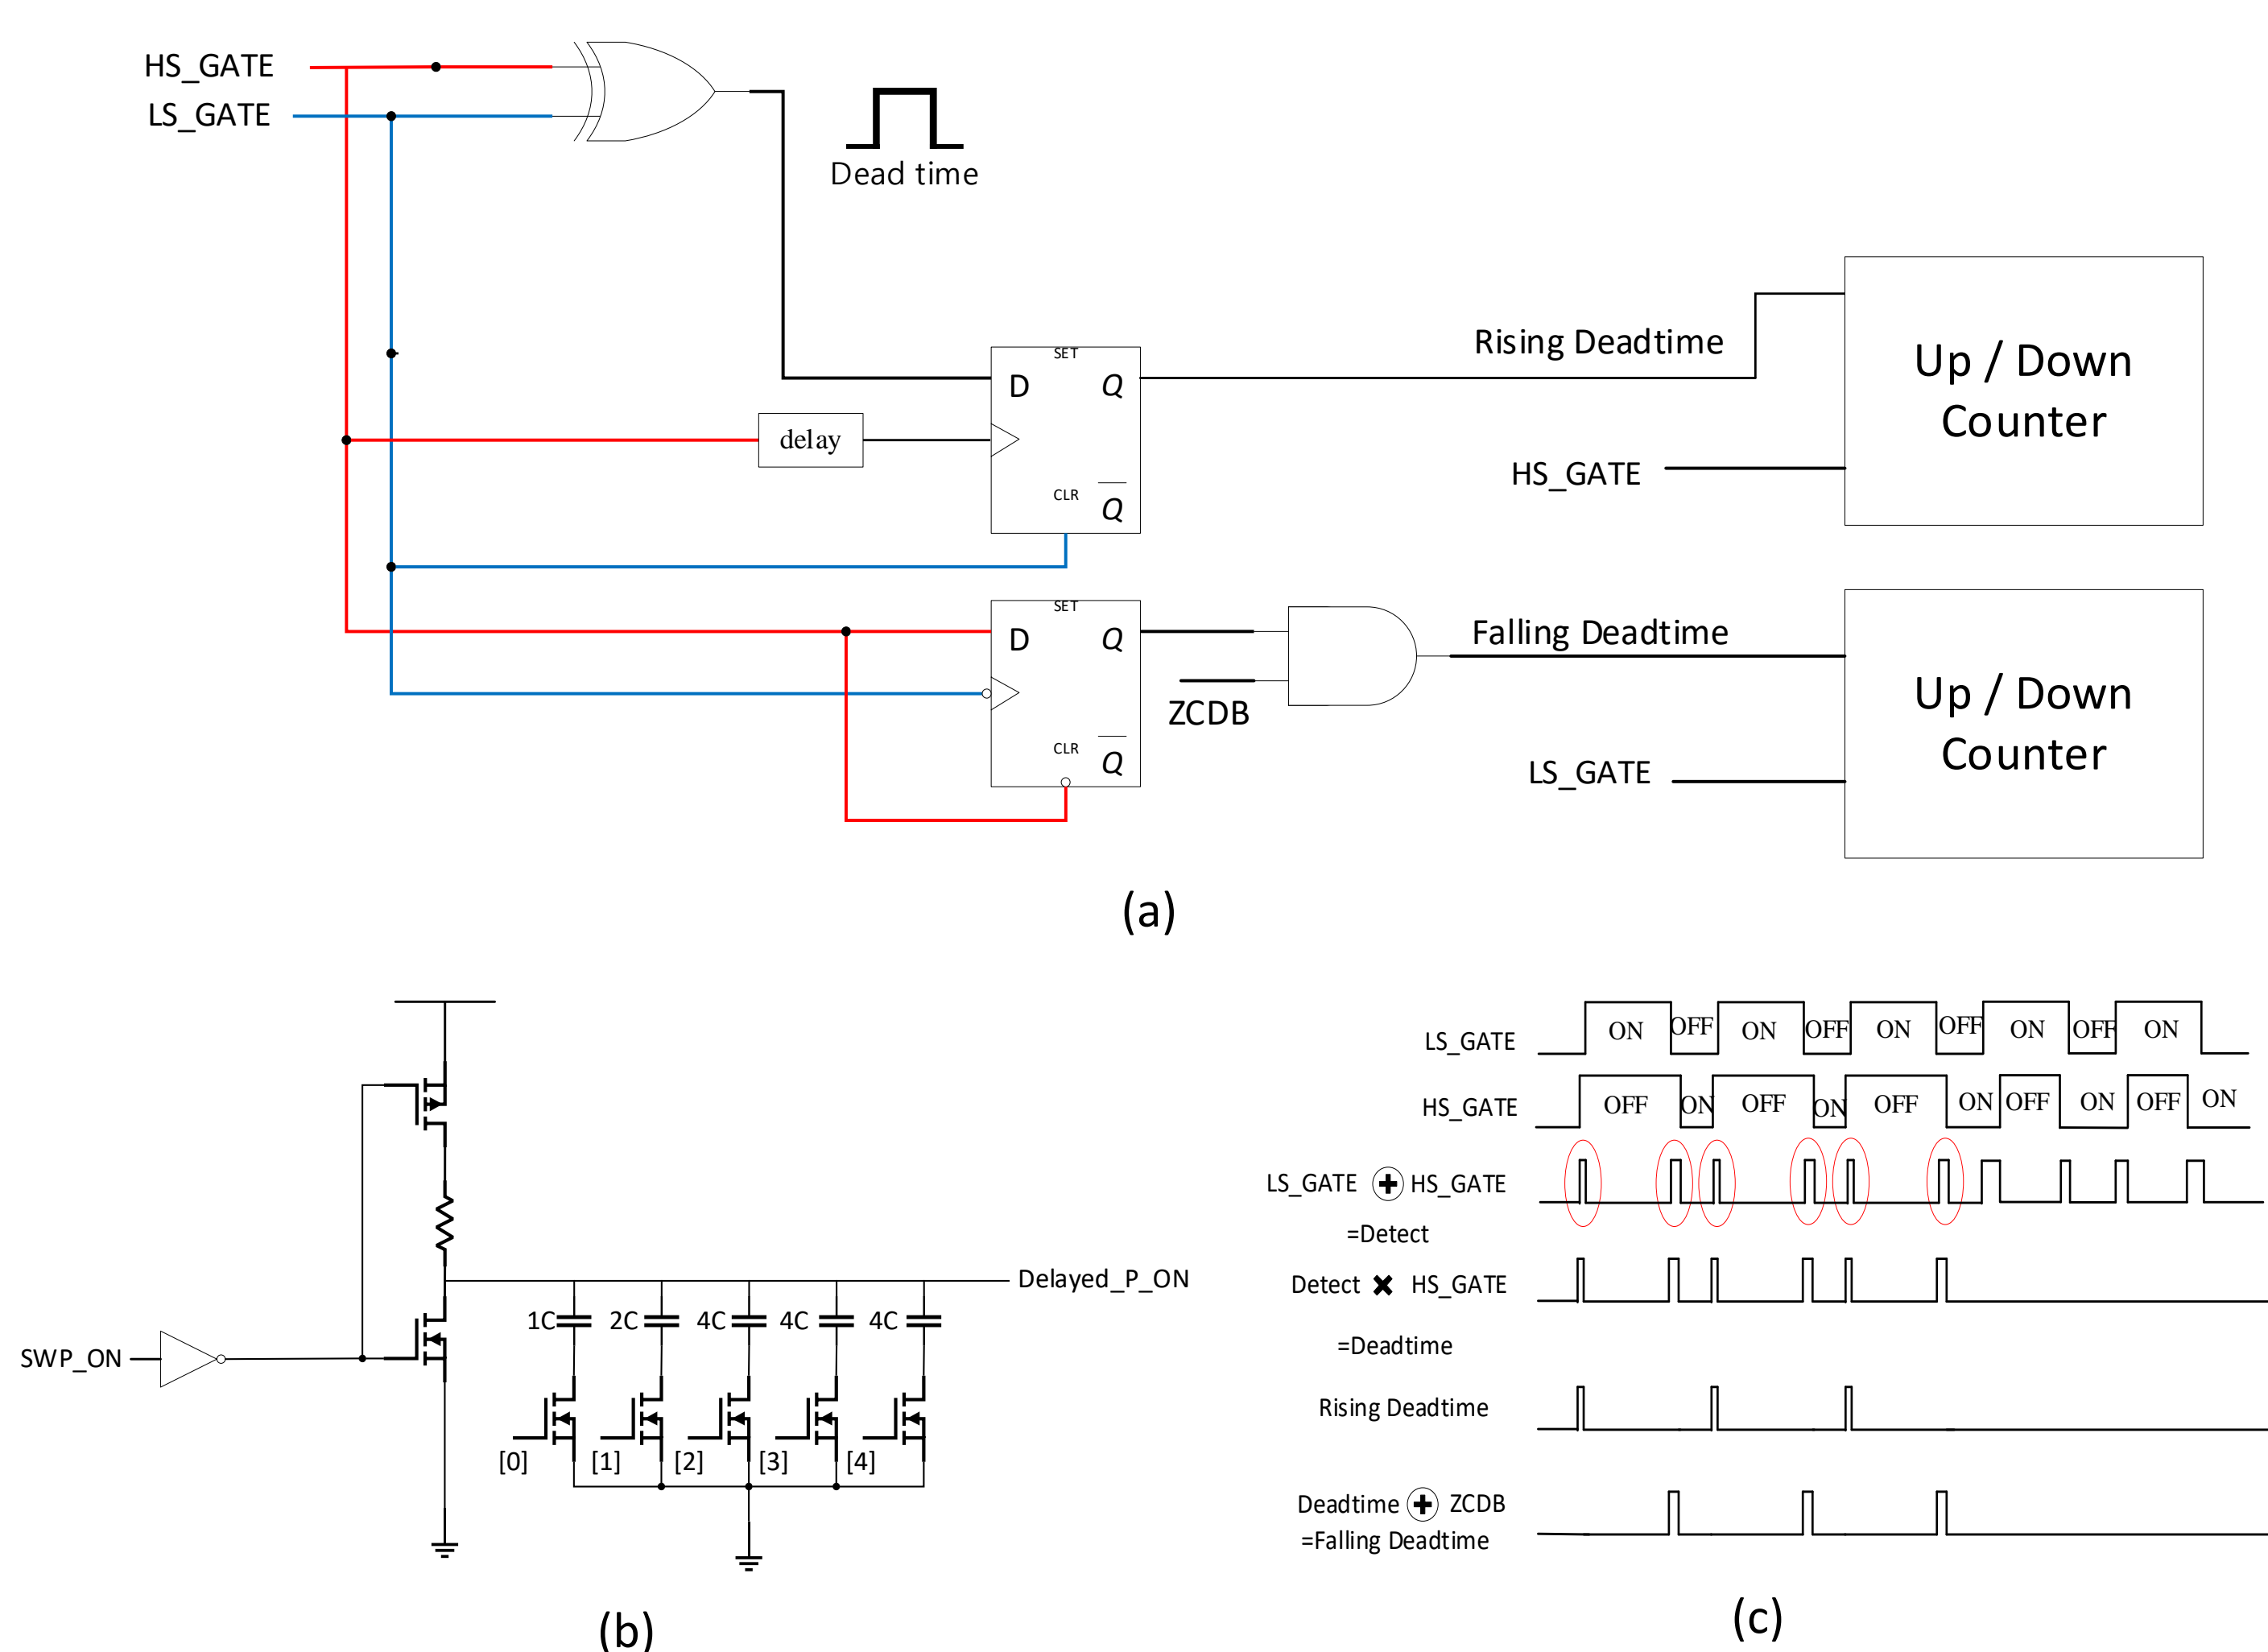 HS_GATE
LS_GATE
Dead time
SET
D
Q
delay
CLR
Q
Rising Deadtime
HS_GATE
Up / Down
Counter
SET
D
Q
ZCDB
CLR
Q
Falling Deadtime
LS_GATE
Up / Down
Counter
(a)
SWP_ON
1C
2C
4C
4C
4C
Delayed_P_ON
[0]
[1]
[2]
[3]
[4]
(b)
LS_GATE
ON OFF ON OFF ON OFF ON OFF ON
HS_GATE
OFF ON OFF ON OFF ON OFF ON OFF ON
LS_GATE + HS_GATE
=Detect
Detect × HS_GATE
=Deadtime
Rising Deadtime
Deadtime + ZCDB
=Falling Deadtime
(c)